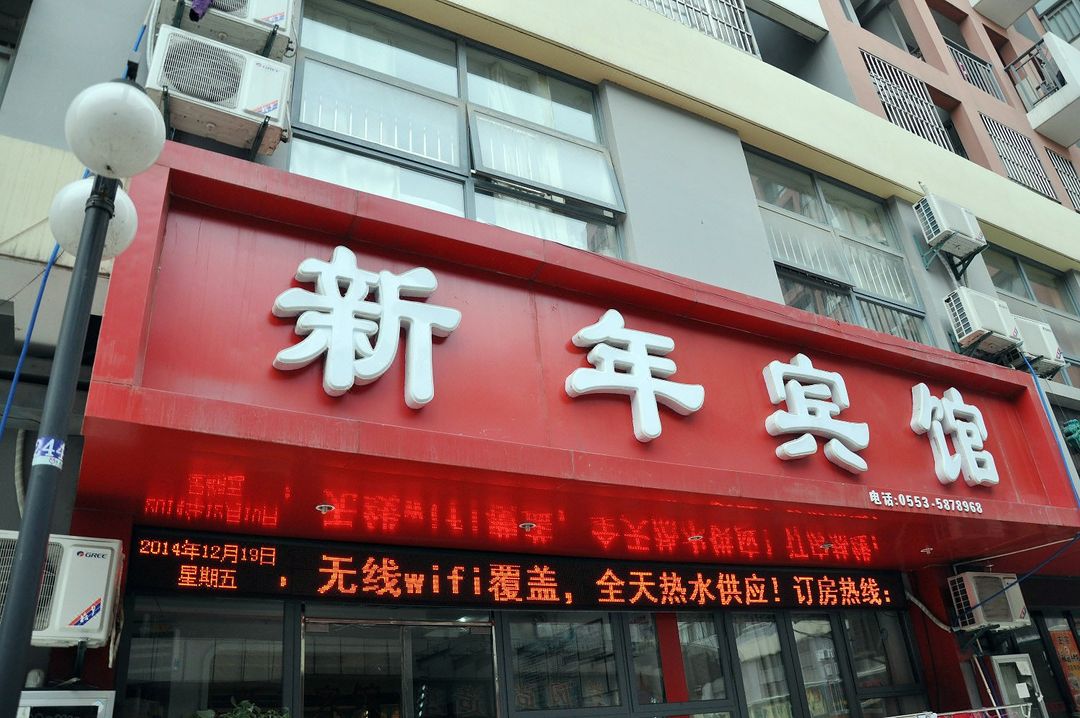 GREE
新年宾馆
电话:0553-5878968
2014年12月19日
星期五
，无线wifi覆盖，全天热水供应！订房热线:
GREE